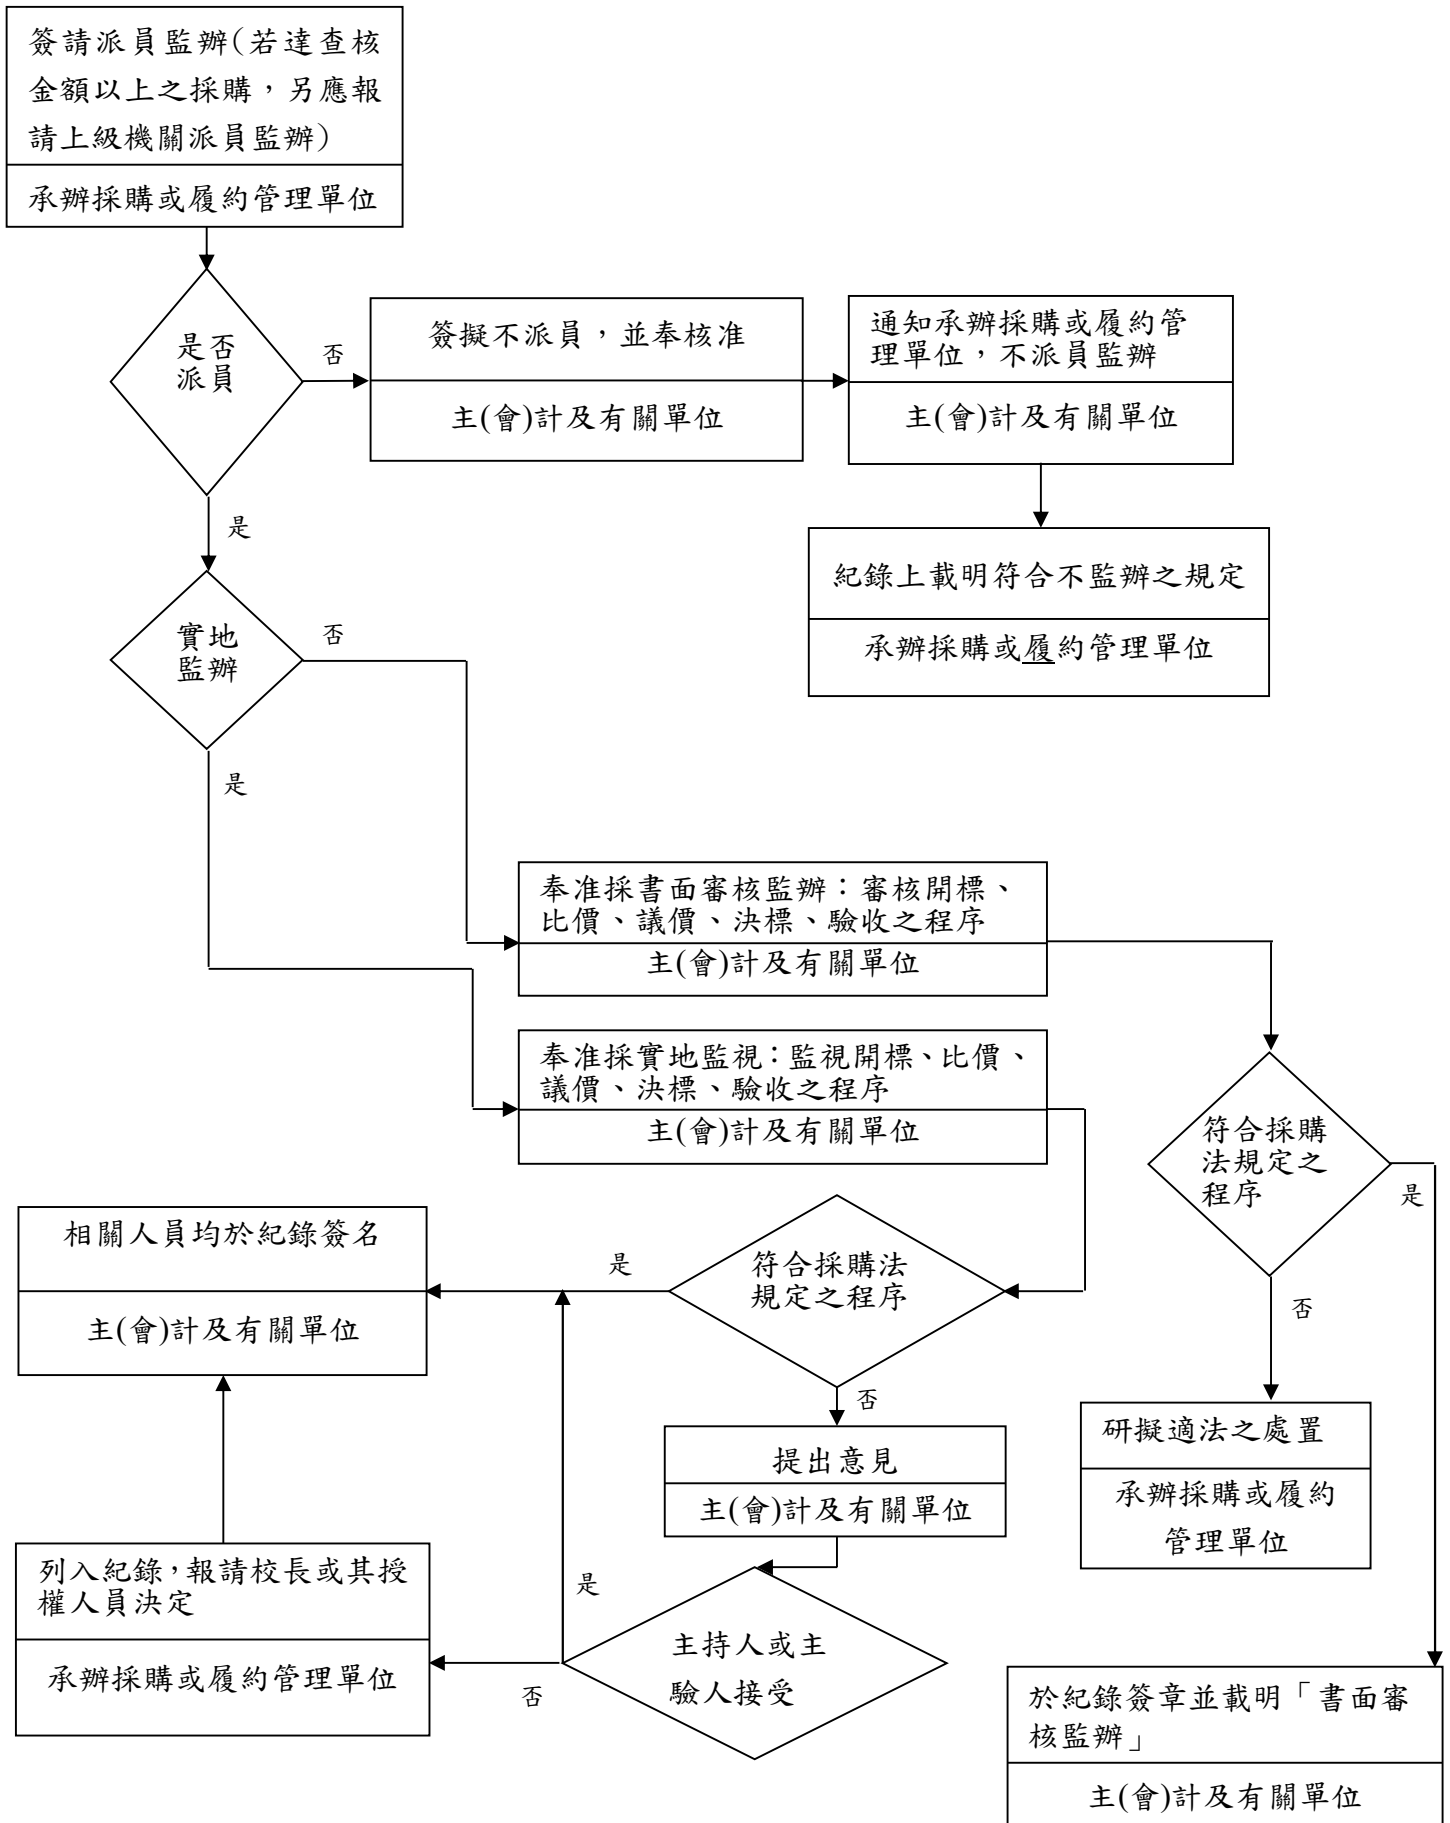 簽請派員監辦(若達查核
金額以上之採購，另應報
請上級機關派員監辦)
承辦採購或履約管理單位
是否
派員
否
簽擬不派員，並奉核准
主(會)計及有關單位
通知承辦採購或履約管
理單位，不派員監辦
主(會)計及有關單位
是
紀錄上載明符合不監辦之規定
承辦採購或履約管理單位
實地
監辦
否
是
奉准採書面審核監辦：審核開標、
比價、議價、決標、驗收之程序
主(會)計及有關單位
奉准採實地監視：監視開標、比價、
議價、決標、驗收之程序
主(會)計及有關單位
符合採購
法規定之
程序
是
否
相關人員均於紀錄簽名
主(會)計及有關單位
是
符合採購法
規定之程序
否
提出意見
主(會)計及有關單位
研擬適法之處置
承辦採購或履約
管理單位
列入紀錄，報請校長或其授
權人員決定
承辦採購或履約管理單位
是
否
主持人或主
驗人接受
於紀錄簽章並載明「書面審
核監辦」
主(會)計及有關單位